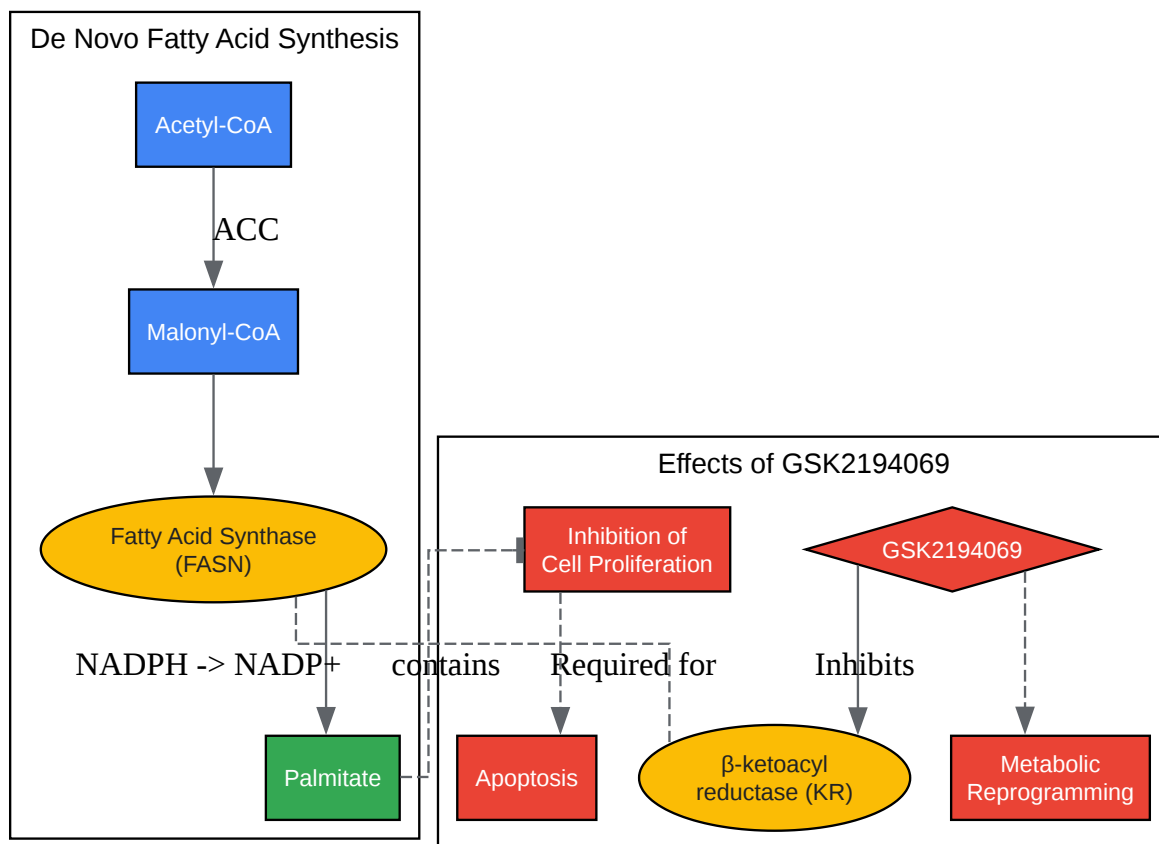 De Novo Fatty Acid Synthesis
Acetyl-CoA
ACC
Malonyl-CoA
Fatty Acid Synthase
(FASN)
NADPH -> NADP+
Palmitate
contains
Effects of GSK2194069
Inhibition of
Cell Proliferation
GSK2194069
Required for
Inhibits
Apoptosis
β-ketoacyl
reductase (KR)
Metabolic
Reprogramming